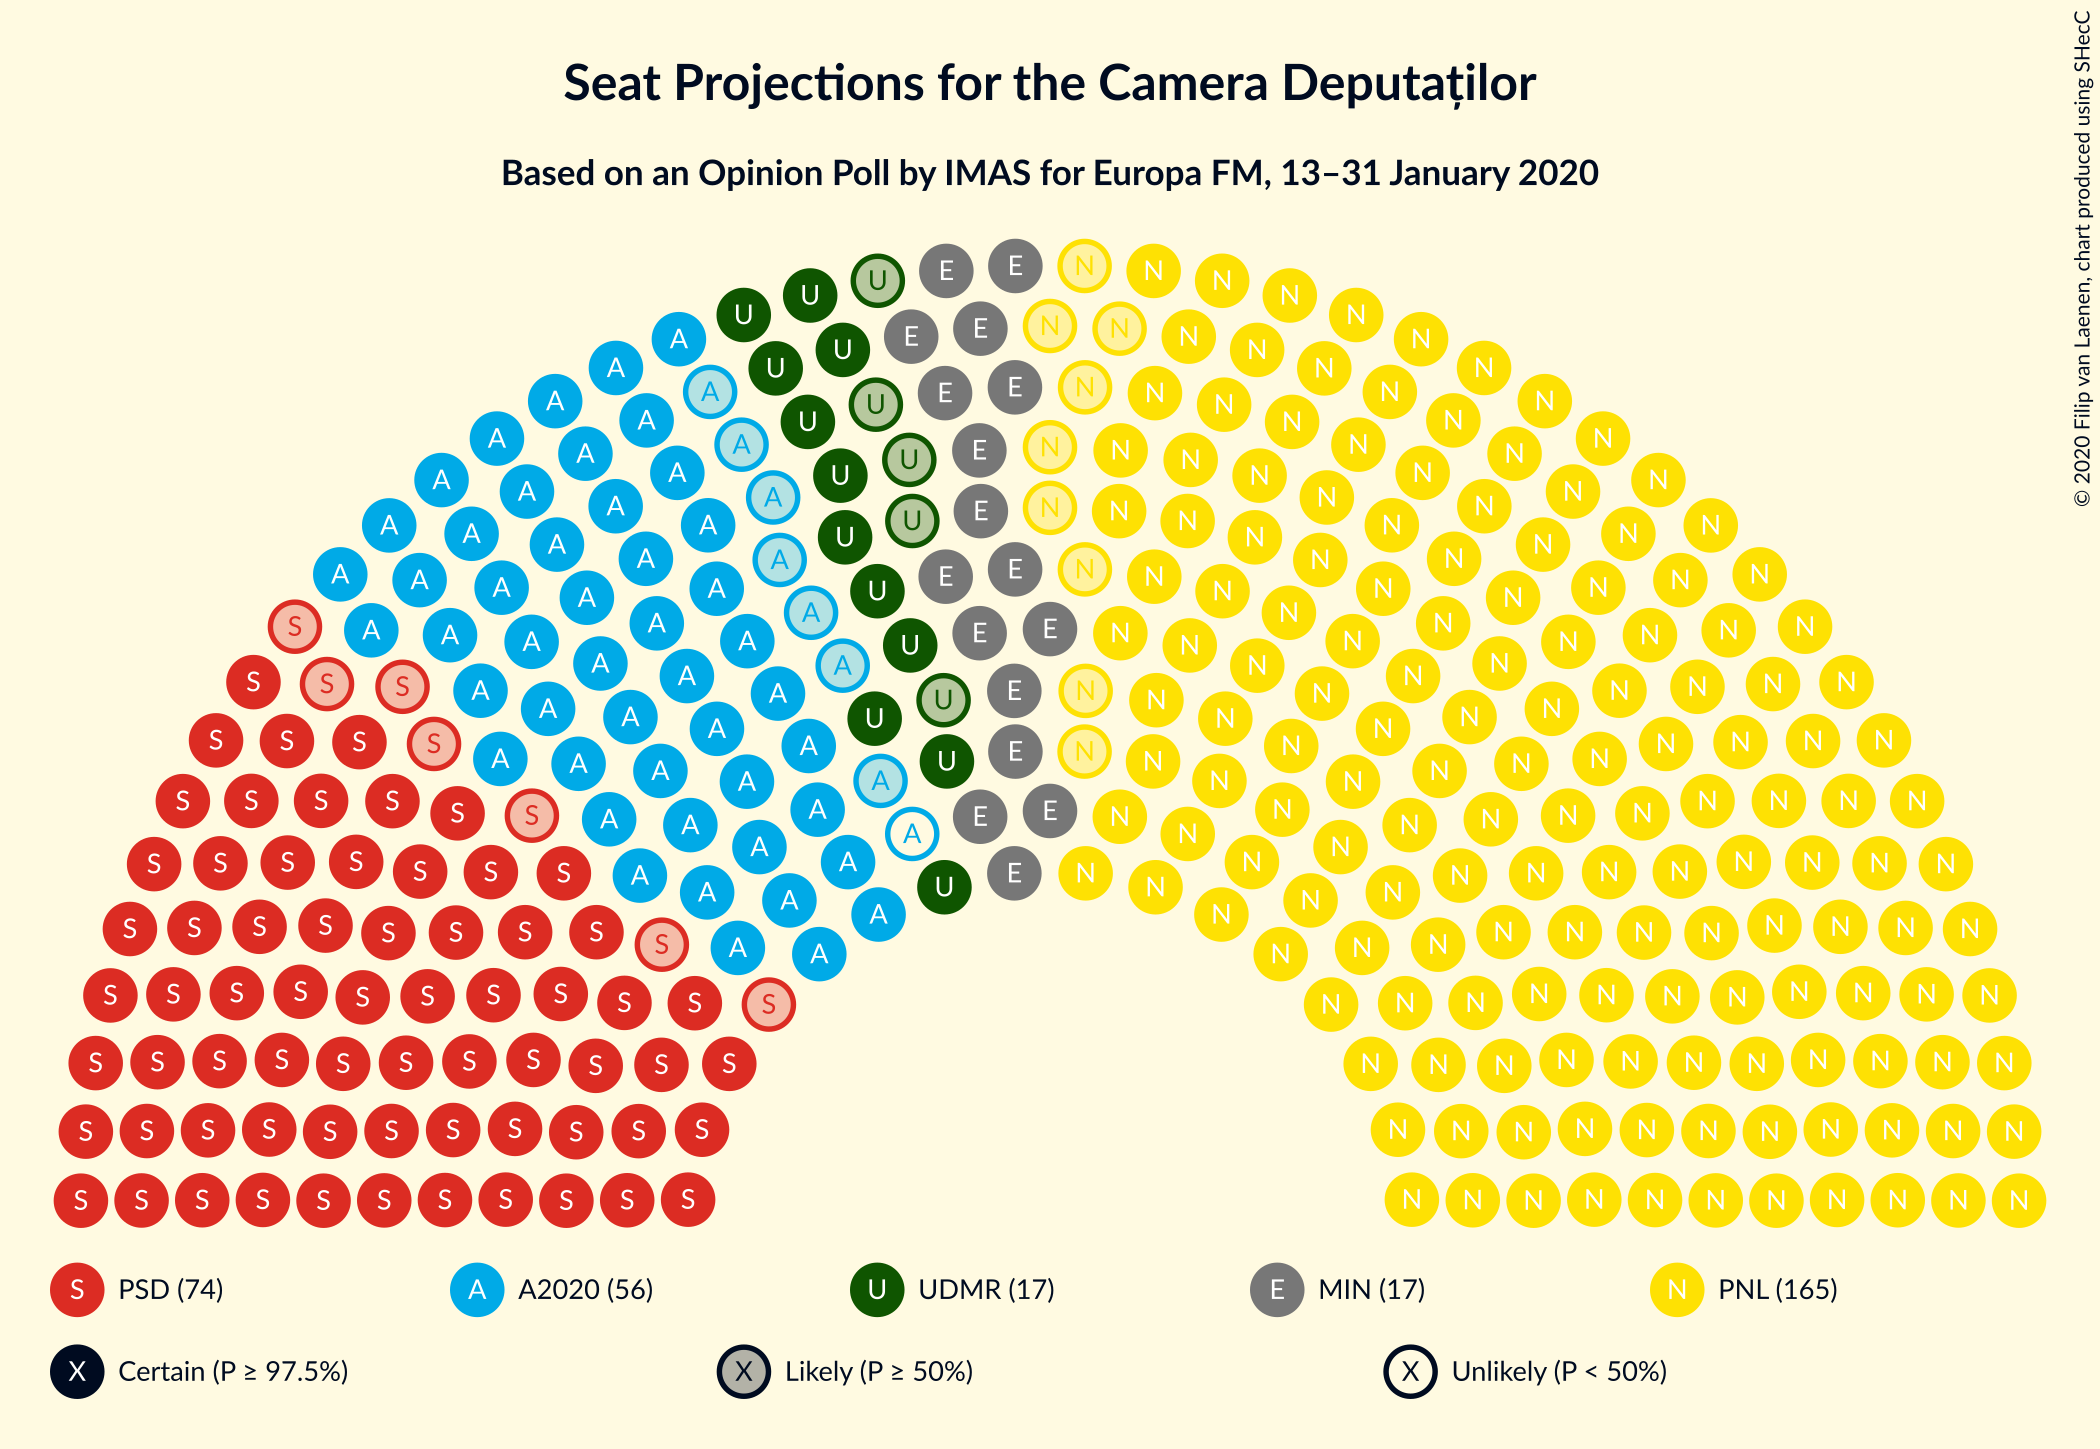 Seat Projections for the Camera Deputaților
Based on an Opinion Poll by IMAS for Europa FM, 13–31 January 2020
© 2020 Filip van Laenen, chart produced using SHecC
S PSD (74)
A A2020 (56)
U UDMR (17)
E MIN (17)
N PNL (165)
X Certain (P ≥ 97.5%)
X Likely (P ≥ 50%)
X Unlikely (P < 50%)